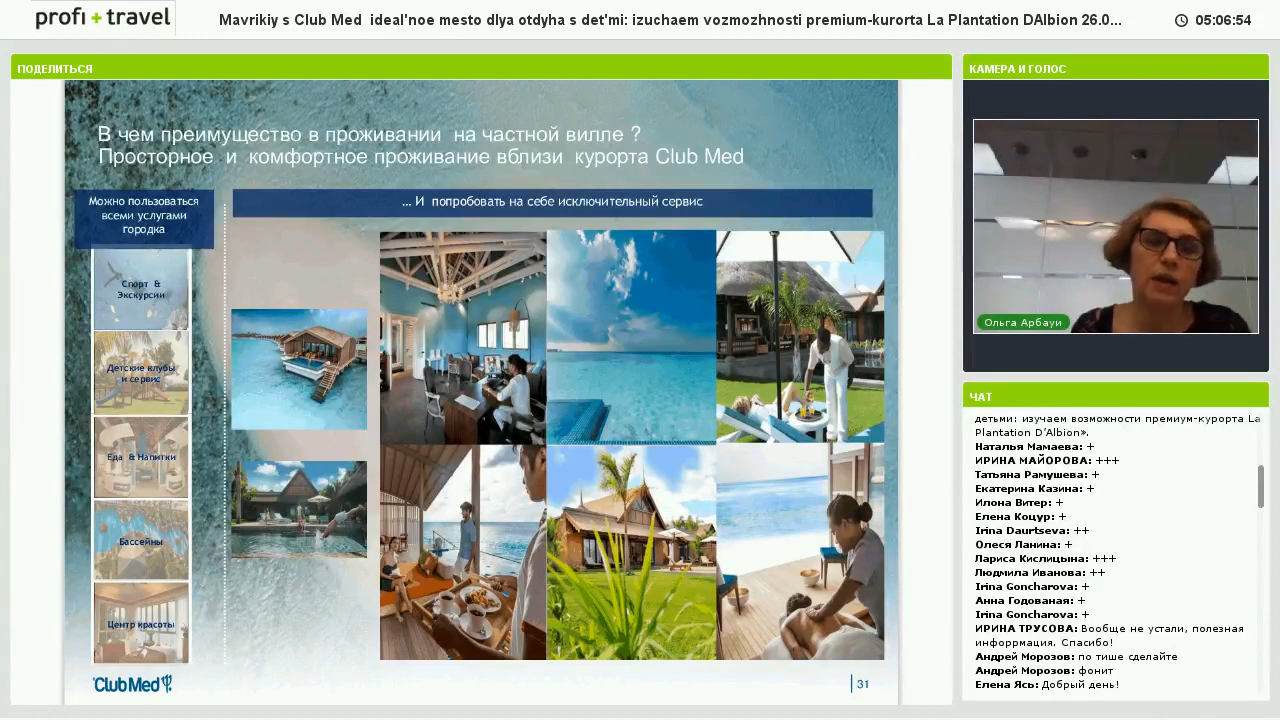 profi + travel
Mavrikiy s Club Med ideal'noe mesto dlya otdyha s det'mi: izuchaem vozmozhnosti premium-kurorta La Plantation DAlbion 26.0...
05:06:54
ПОДЕЛИТЬСЯ
В чем преимущество в проживании на частной вилле ?
Просторное и комфортное проживание вблизи курорта Club Med
Можно пользоваться
всеми услугами
городка
... И попробовать на себе исключительный сервис
Спорт &
Экскурсии
Детские клубы
и сервис
Еда & Напитки
Бассейны
Центр красоты
Club Med
31
КАМЕРА И ГОЛОС
Ольга Арбауи
ЧАТ
детьми: изучаем возможности премиум-курорта La
Plantation D'Albion».
Наталья Мамаева: +
ИРИНА МАЙОРОВА: +++
Татьяна Рамушева: +
Екатерина Казина: +
Илона Витер: +
Елена Коцур: +
Irina Daurtseva: ++
Олеся Ланина: +
Лариса Кислицына: +++
Людмила Иванова: ++
Irina Goncharova: +
Анна Годованая: +
Irina Goncharova: +
ИРИНА ТРУСОВА: Вообще не устали, полезная
инфоррмация. Спасибо!
Андрей Морозов: по тише сделайте
Андрей Морозов: фонит
Елена Ясь: Добрый день!